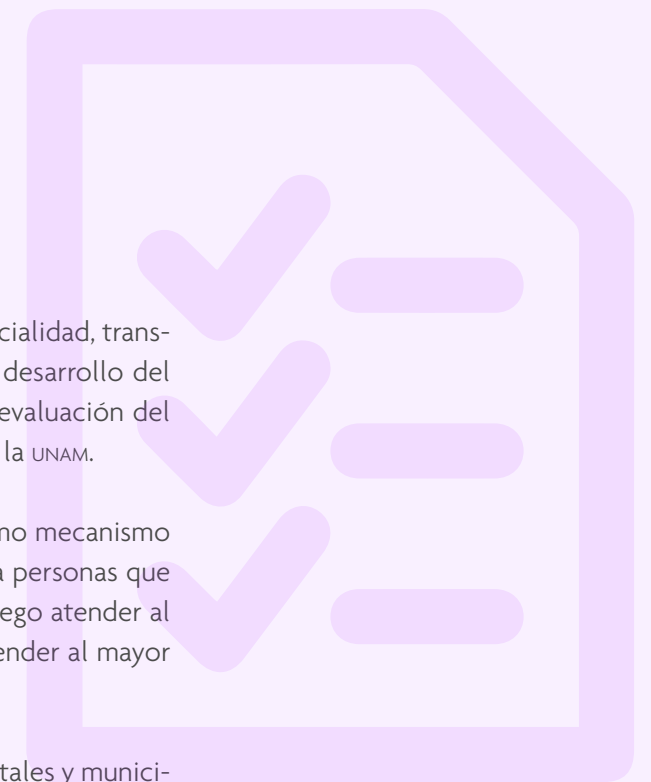 cialidad, trans-
desarrollo del
evaluación del
la UNAM.
mo mecanismo
a personas que
ego atender al
ender al mayor
tales y munici-